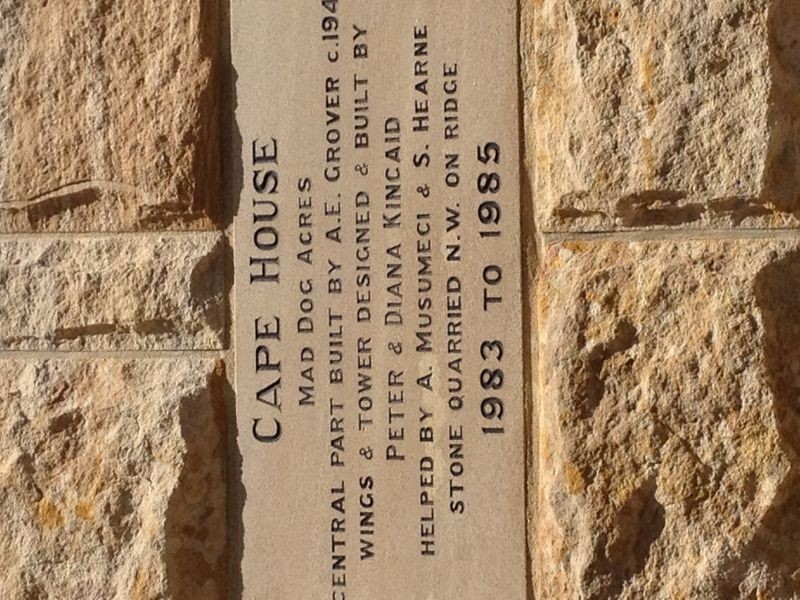 CAPE HOUSE
MAD DOG ACRES
CENTRAL PART BUILT BY A.E. GROVER c.194
WINGS & TOWER DESIGNED & BUILT BY
PETER & DIANA KINCAID
HELPED BY A. MUSUMECI & S. HEARNE
STONE QUARRIED N.W. ON RIDGE
1983 TO 1985